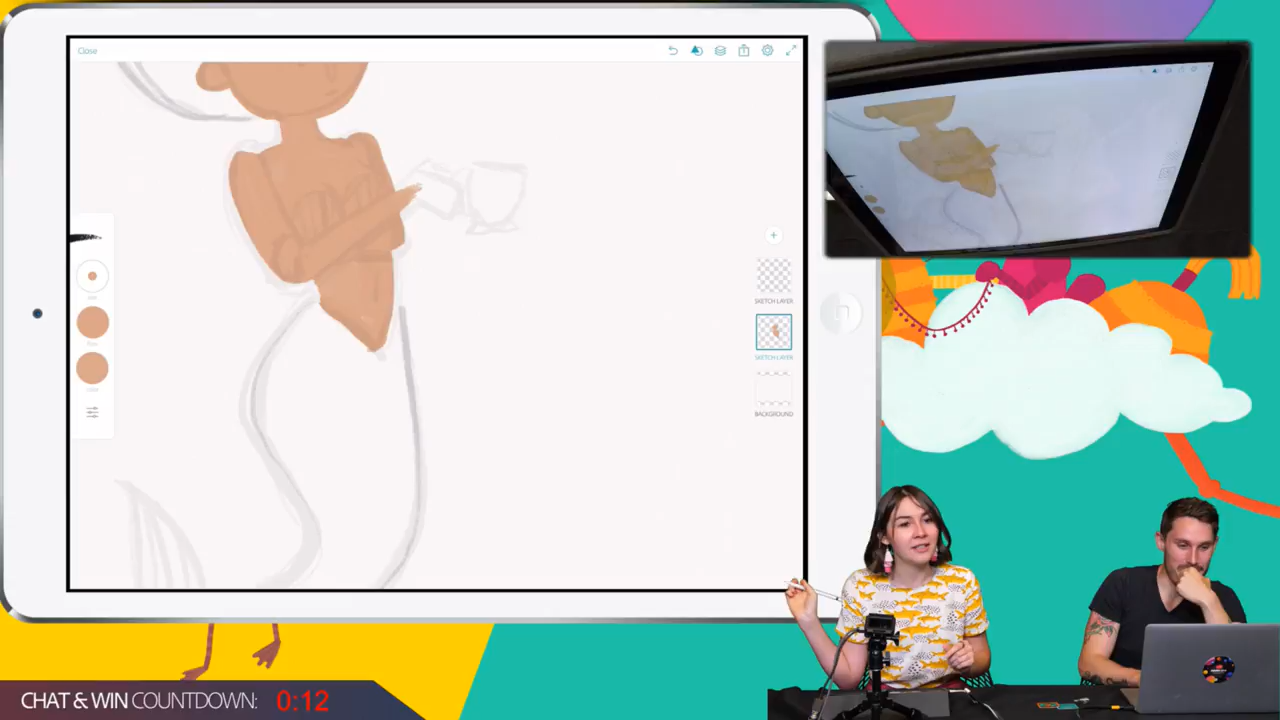 Close
SKETCH LAYER
SKETCH LAYER
BACKGROUND
CHAT & WIN COUNTDOWN: 0:12